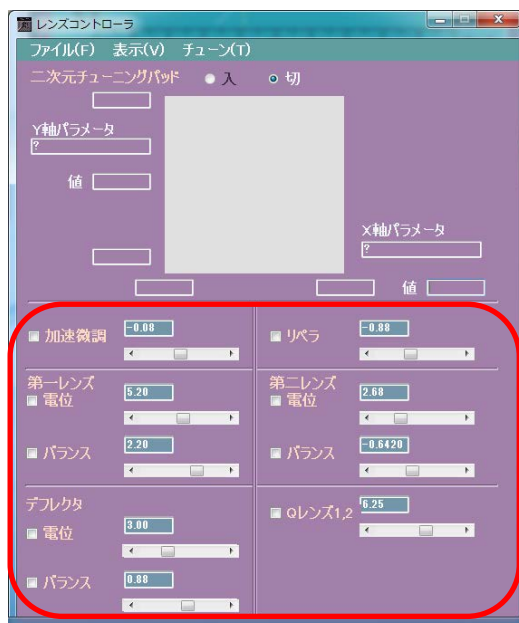 レンズコントローラ
ファイル(F) 表示(V) チューン(T)
二次元チューニングパッド 入 切
Y軸パラメータ
?
値
X軸パラメータ
?
値
加速微調 -0.08
リペラ -0.88
第一レンズ
電位 5.20
バランス 2.20
第二レンズ
電位 2.68
バランス -0.6420
デフレクタ
電位 3.00
バランス 0.88
Qレンズ1,2 6.25